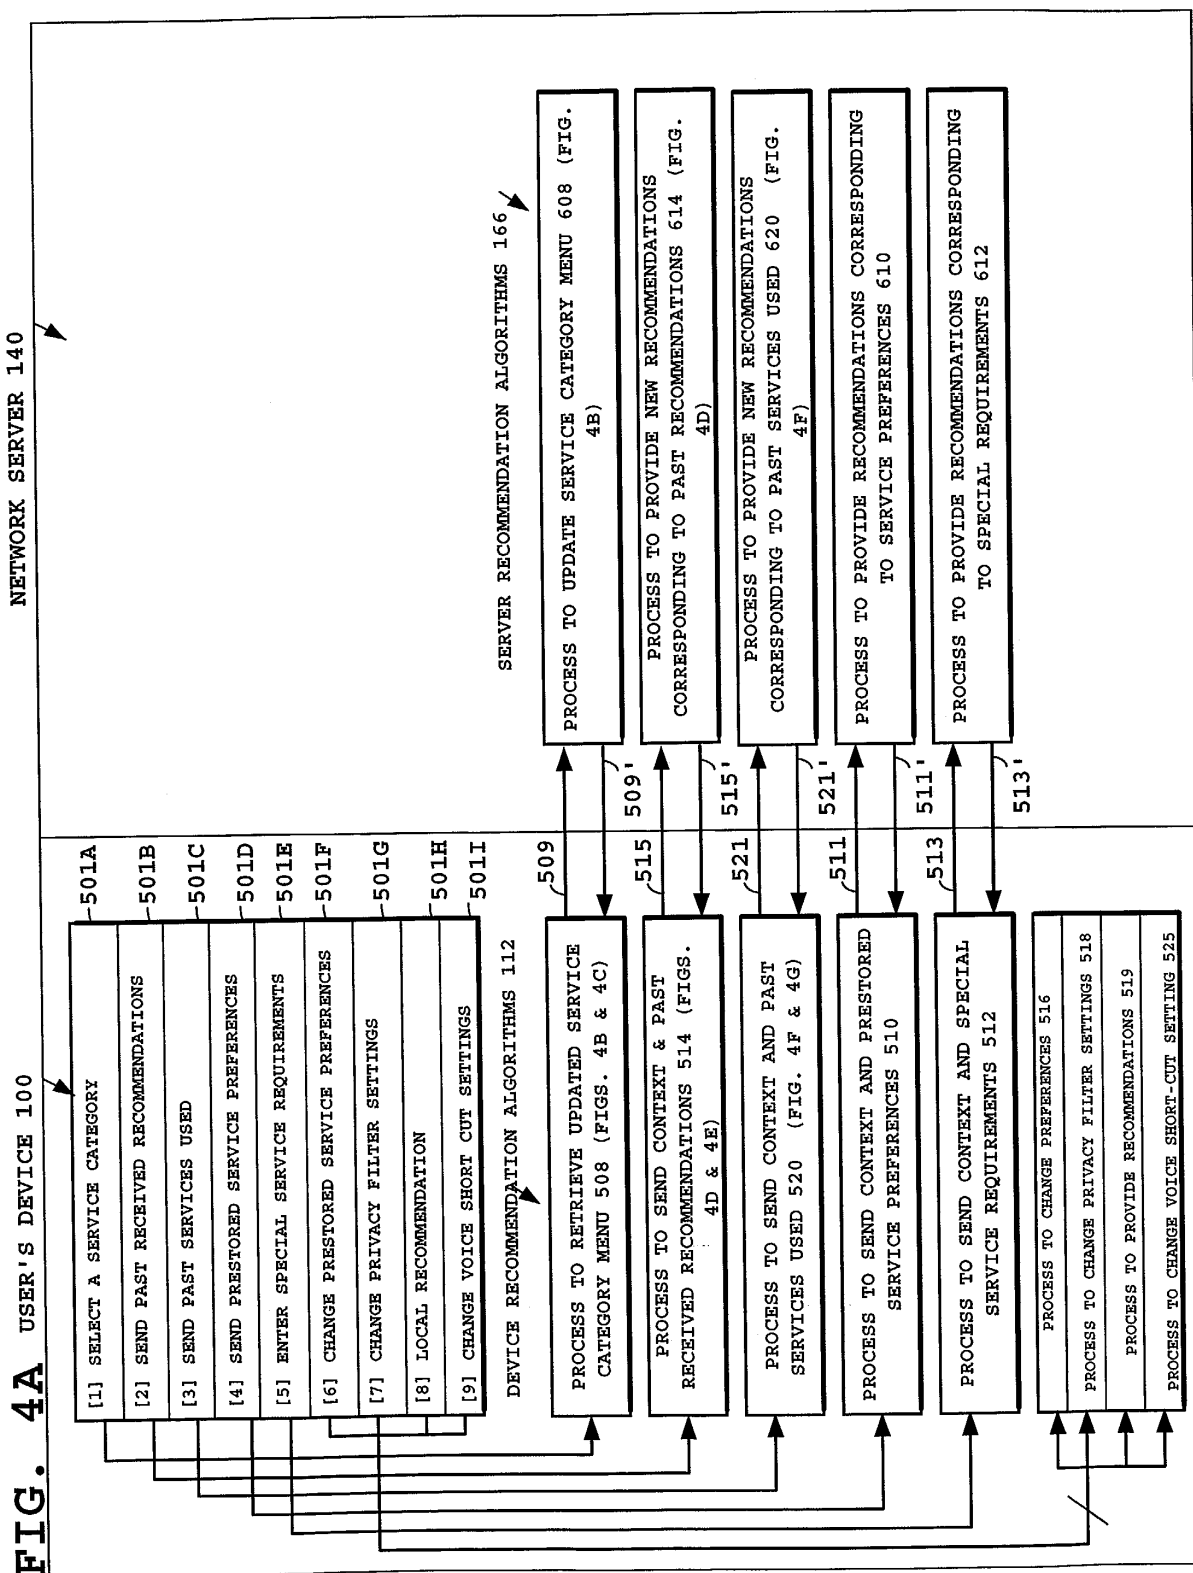 FIG. 4A
USER'S DEVICE 100
NETWORK SERVER 140
[1] SELECT A SERVICE CATEGORY
501A
[2] SEND PAST RECEIVED RECOMMENDATIONS
501B
[3] SEND PAST SERVICES USED
501C
[4] SEND PRESTORED SERVICE PREFERENCES
501D
[5] ENTER SPECIAL SERVICE REQUIREMENTS
501E
[6] CHANGE PRESTORED SERVICE PREFERENCES
501F
[7] CHANGE PRIVACY FILTER SETTINGS
501G
[8] LOCAL RECOMMENDATION
501H
[9] CHANGE VOICE SHORT CUT SETTINGS
501I
DEVICE RECOMMENDATION ALGORITHMS 112
SERVER RECOMMENDATION ALGORITHMS 166
PROCESS TO RETRIEVE UPDATED SERVICE
CATEGORY MENU 508 (FIGS. 4B & 4C)
509
509'
PROCESS TO UPDATE SERVICE CATEGORY MENU 608 (FIG.
4B)
PROCESS TO SEND CONTEXT & PAST
RECEIVED RECOMMENDATIONS 514 (FIGS.
4D & 4E)
515
515'
PROCESS TO PROVIDE NEW RECOMMENDATIONS
CORRESPONDING TO PAST RECOMMENDATIONS 614 (FIG.
4D)
PROCESS TO SEND CONTEXT AND PAST
SERVICES USED 520 (FIG. 4F & 4G)
521
521'
PROCESS TO PROVIDE NEW RECOMMENDATIONS
CORRESPONDING TO PAST SERVICES USED 620 (FIG.
4F)
PROCESS TO SEND CONTEXT AND PRESTORED
SERVICE PREFERENCES 510
511
511'
PROCESS TO PROVIDE RECOMMENDATIONS CORRESPONDING
TO SERVICE PREFERENCES 610
PROCESS TO SEND CONTEXT AND SPECIAL
SERVICE REQUIREMENTS 512
513
513'
PROCESS TO PROVIDE RECOMMENDATIONS CORRESPONDING
TO SPECIAL REQUIREMENTS 612
PROCESS TO CHANGE PREFERENCES 516
PROCESS TO CHANGE PRIVACY FILTER SETTINGS 518
PROCESS TO PROVIDE RECOMMENDATIONS 519
PROCESS TO CHANGE VOICE SHORT-CUT SETTING 525